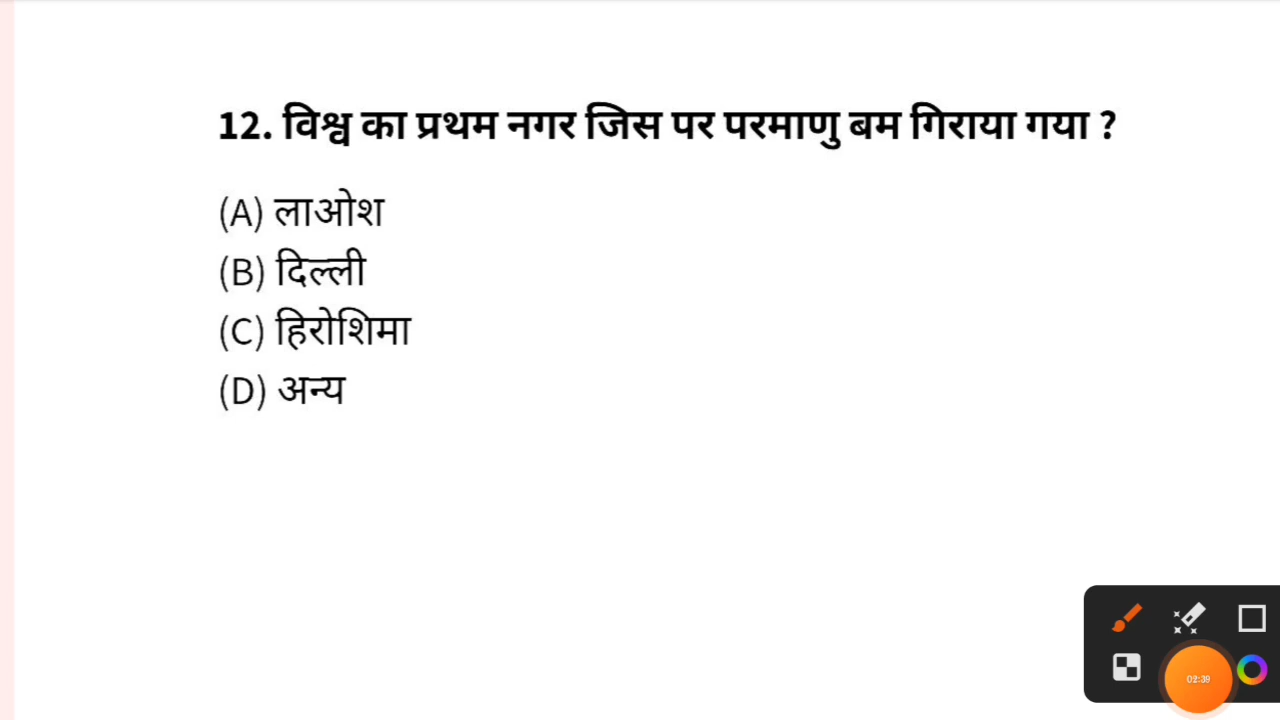 12. विश्व का प्रथम नगर जिस पर परमाणु बम गिराया गया ?
(A) लाओश
(B) दिल्ली
(C) हिरोशिमा
(D) अन्य
02:39